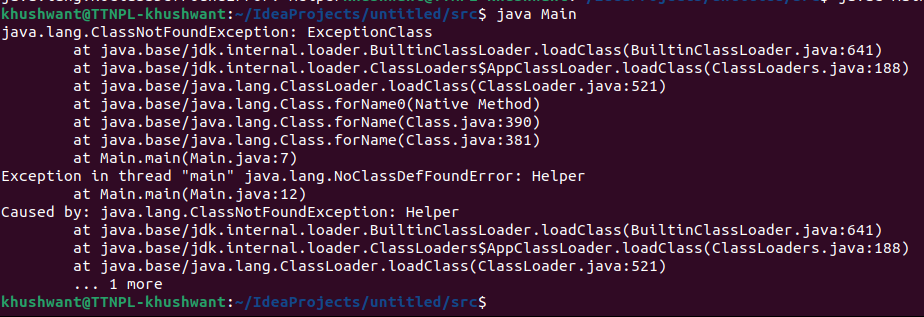 khushwant@TTNPL-khushwant:~/IdeaProjects/untitled/src$ java Main
java.lang.ClassNotFoundException: ExceptionClass
        at java.base/jdk.internal.loader.BuiltinClassLoader.loadClass(BuiltinClassLoader.java:641)
        at java.base/jdk.internal.loader.ClassLoaders$AppClassLoader.loadClass(ClassLoaders.java:188)
        at java.base/java.lang.ClassLoader.loadClass(ClassLoader.java:521)
        at java.base/java.lang.Class.forName0(Native Method)
        at java.base/java.lang.Class.forName(Class.java:390)
        at java.base/java.lang.Class.forName(Class.java:381)
        at Main.main(Main.java:7)
Exception in thread "main" java.lang.NoClassDefFoundError: Helper
        at Main.main(Main.java:12)
Caused by: java.lang.ClassNotFoundException: Helper
        at java.base/jdk.internal.loader.BuiltinClassLoader.loadClass(BuiltinClassLoader.java:641)
        at java.base/jdk.internal.loader.ClassLoaders$AppClassLoader.loadClass(ClassLoaders.java:188)
        at java.base/java.lang.ClassLoader.loadClass(ClassLoader.java:521)
        ... 1 more
khushwant@TTNPL-khushwant:~/IdeaProjects/untitled/src$